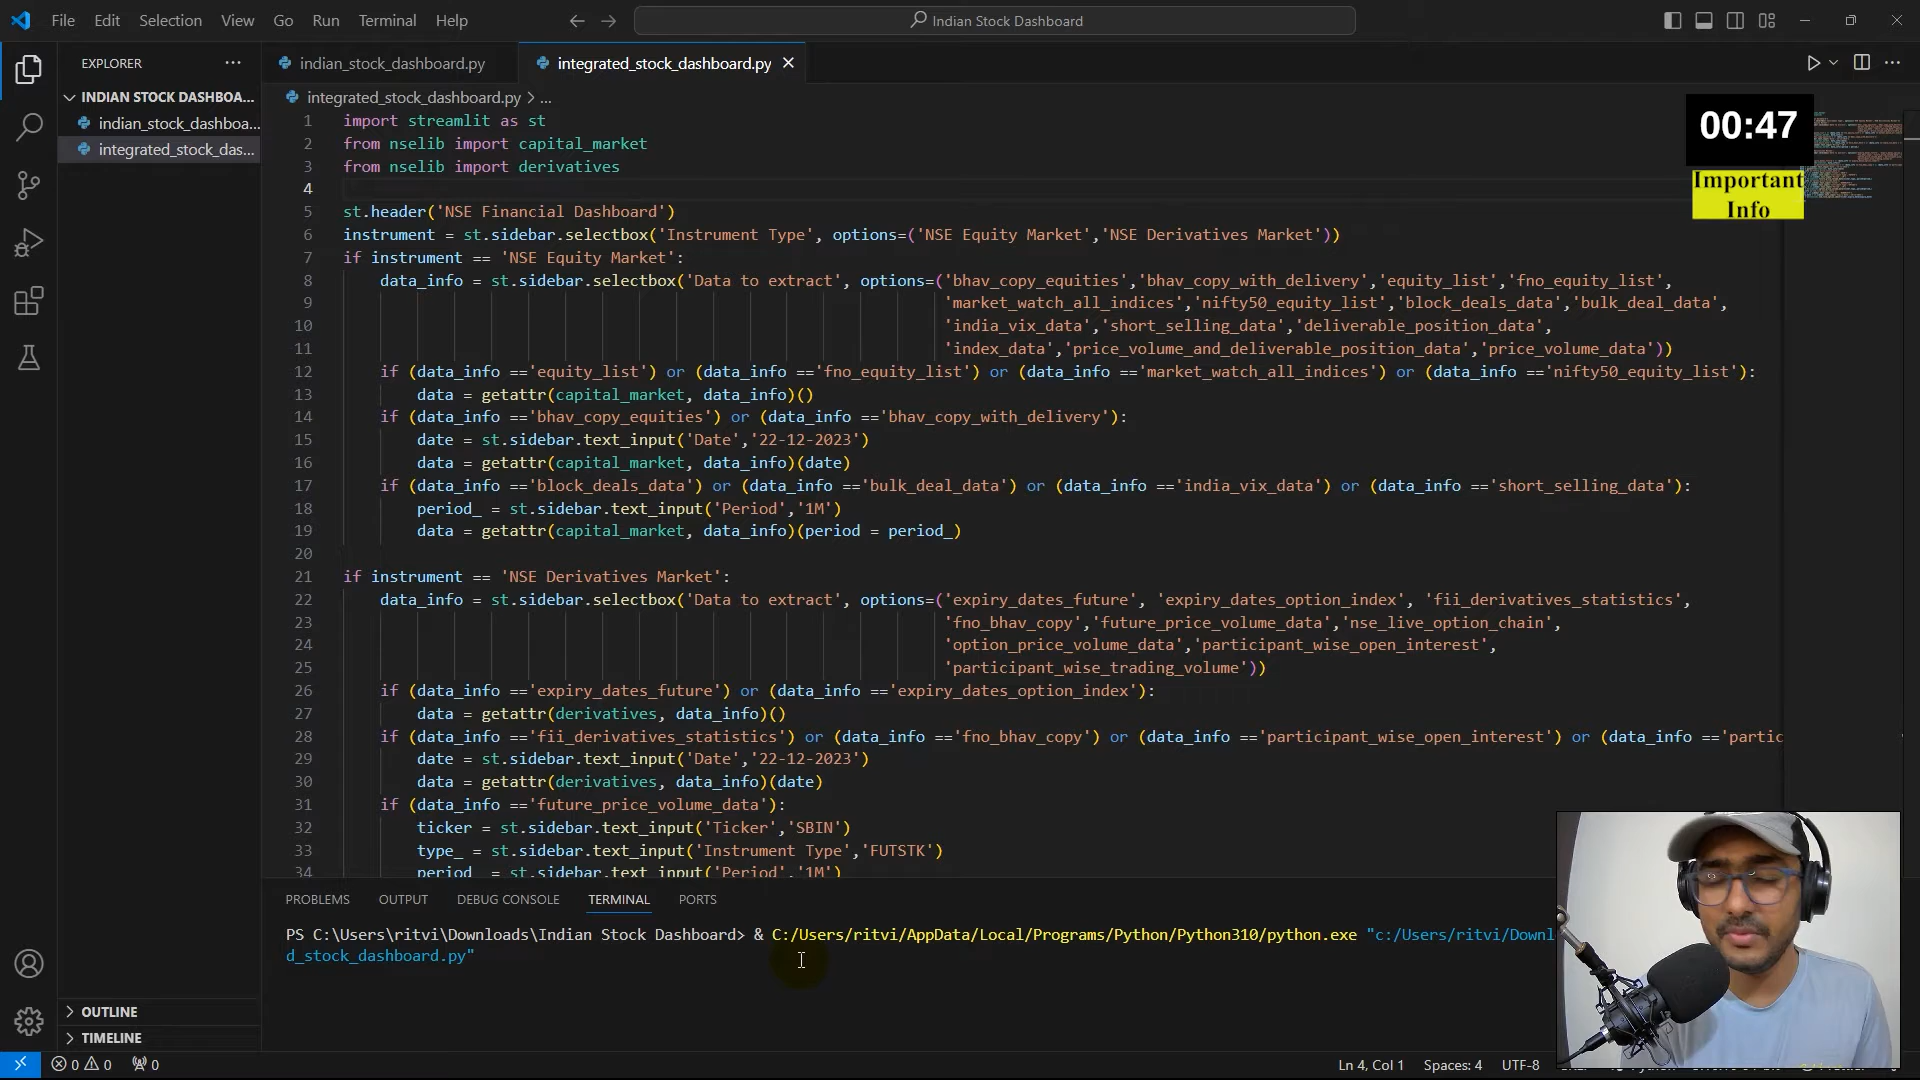 File Edit Selection View Go Run Terminal Help
Indian Stock Dashboard
EXPLORER
INDIAN STOCK DASHBOA...
indian_stock_dashboa...
integrated_stock_das...
indian_stock_dashboard.py
integrated_stock_dashboard.py
integrated_stock_dashboard.py > ...
00:47
Important
Info
1 import streamlit as st
2 from nselib import capital_market
3 from nselib import derivatives
4
5 st.header('NSE Financial Dashboard')
6 instrument = st.sidebar.selectbox('Instrument Type', options=('NSE Equity Market','NSE Derivatives Market'))
7 if instrument == 'NSE Equity Market':
8 data_info = st.sidebar.selectbox('Data to extract', options=('bhav_copy_equities','bhav_copy_with_delivery','equity_list','fno_equity_list',
9 'market_watch_all_indices','nifty50_equity_list','block_deals_data','bulk_deal_data',
10 'india_vix_data','short_selling_data','deliverable_position_data',
11 'index_data','price_volume_and_deliverable_position_data','price_volume_data'))
12 if (data_info =='equity_list') or (data_info =='fno_equity_list') or (data_info =='market_watch_all_indices') or (data_info =='nifty50_equity_list'):
13 data = getattr(capital_market, data_info)()
14 if (data_info =='bhav_copy_equities') or (data_info =='bhav_copy_with_delivery'):
15 date = st.sidebar.text_input('Date','22-12-2023')
16 data = getattr(capital_market, data_info)(date)
17 if (data_info =='block_deals_data') or (data_info =='bulk_deal_data') or (data_info =='india_vix_data') or (data_info =='short_selling_data'):
18 period_ = st.sidebar.text_input('Period','1M')
19 data = getattr(capital_market, data_info)(period = period_)
20
21 if instrument == 'NSE Derivatives Market':
22 data_info = st.sidebar.selectbox('Data to extract', options=('expiry_dates_future', 'expiry_dates_option_index', 'fii_derivatives_statistics',
23 'fno_bhav_copy','future_price_volume_data','nse_live_option_chain',
24 'option_price_volume_data','participant_wise_open_interest',
25 'participant_wise_trading_volume'))
26 if (data_info =='expiry_dates_future') or (data_info =='expiry_dates_option_index'):
27 data = getattr(derivatives, data_info)()
28 if (data_info =='fii_derivatives_statistics') or (data_info =='fno_bhav_copy') or (data_info =='participant_wise_open_interest') or (data_info =='partic
29 date = st.sidebar.text_input('Date','22-12-2023')
30 data = getattr(derivatives, data_info)(date)
31 if (data_info =='future_price_volume_data'):
32 ticker = st.sidebar.text_input('Ticker','SBIN')
33 type_ = st.sidebar.text_input('Instrument Type','FUTSTK')
34 period_ = st.sidebar.text_input('Period','1M')
PROBLEMS OUTPUT DEBUG CONSOLE TERMINAL PORTS
PS C:\Users\ritvi\Downloads\Indian Stock Dashboard> & C:/Users/ritvi/AppData/Local/Programs/Python/Python310/python.exe "c:/Users/ritvi/Downl
d_stock_dashboard.py"
OUTLINE
TIMELINE
0 0 0
Ln 4, Col 1 Spaces: 4 UTF-8